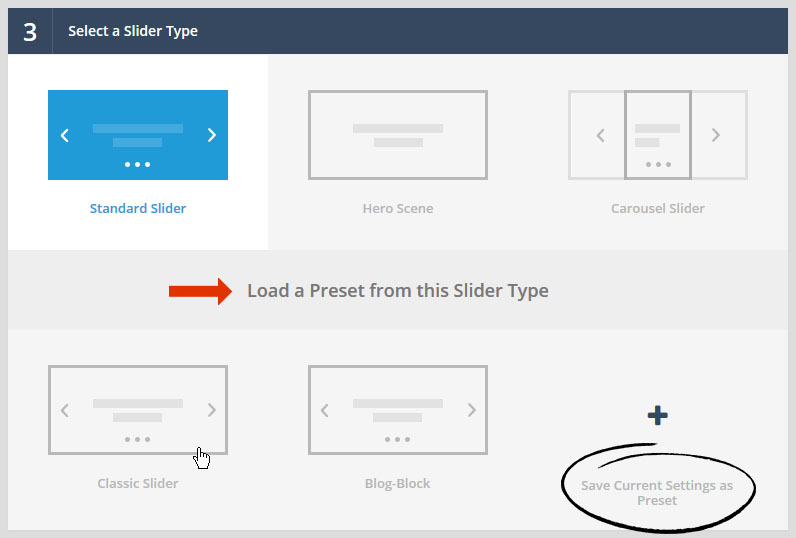 3
Select a Slider Type
Standard Slider
Hero Scene
Carousel Slider
Load a Preset from this Slider Type
Classic Slider
Blog-Block
Save Current Settings as
Preset